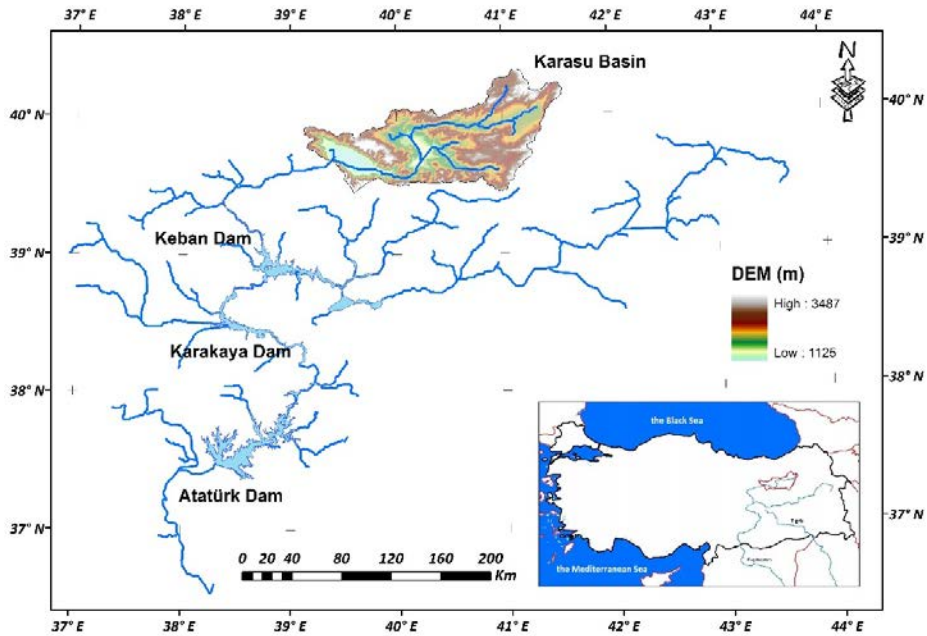 37° E 38° E 39° E 40° E 41° E 42° E 43° E
N
Karasu Basin
40° N 40° N
Keban Dam
39° N 39° N
DEM (m)
High : 3487
Low : 1125
Karakaya Dam
38° N 38° N
the Black Sea
Atatürk Dam
37° N 37° N
the Mediterranean Sea
0 20 40 80 120 160 200
Km
37° E 38° E 39° E 40° E 41° E 42° E 43° E 44° E